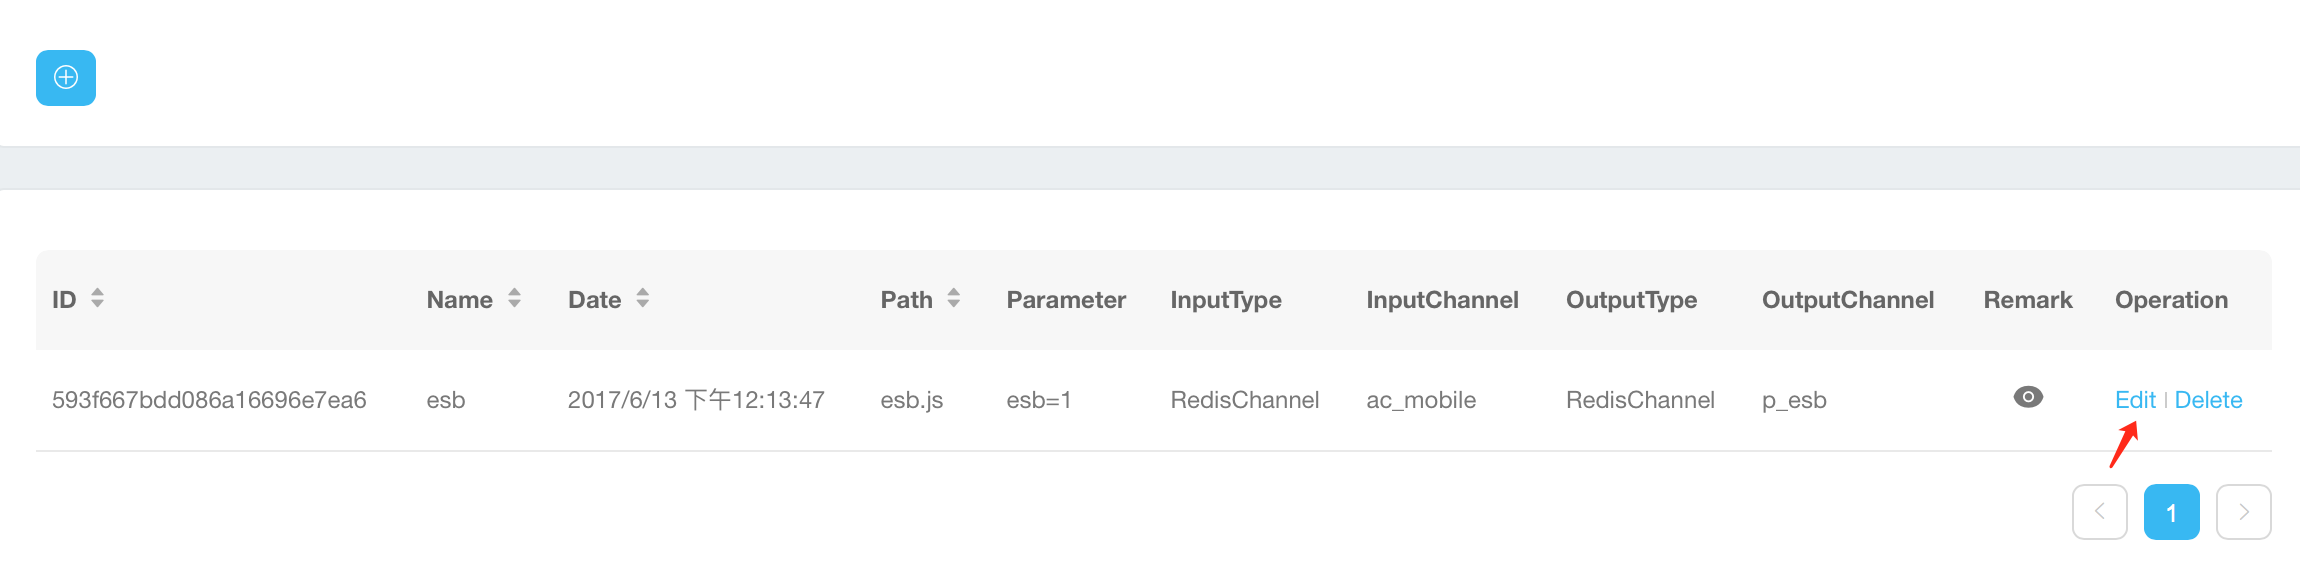 ID Name Date Path Parameter InputType InputChannel OutputType OutputChannel Remark Operation
593f667bdd086a16696e7ea6 esb 2017/6/13 下午12:13:47 esb.js esb=1 RedisChannel ac_mobile RedisChannel p_esb Edit | Delete
1